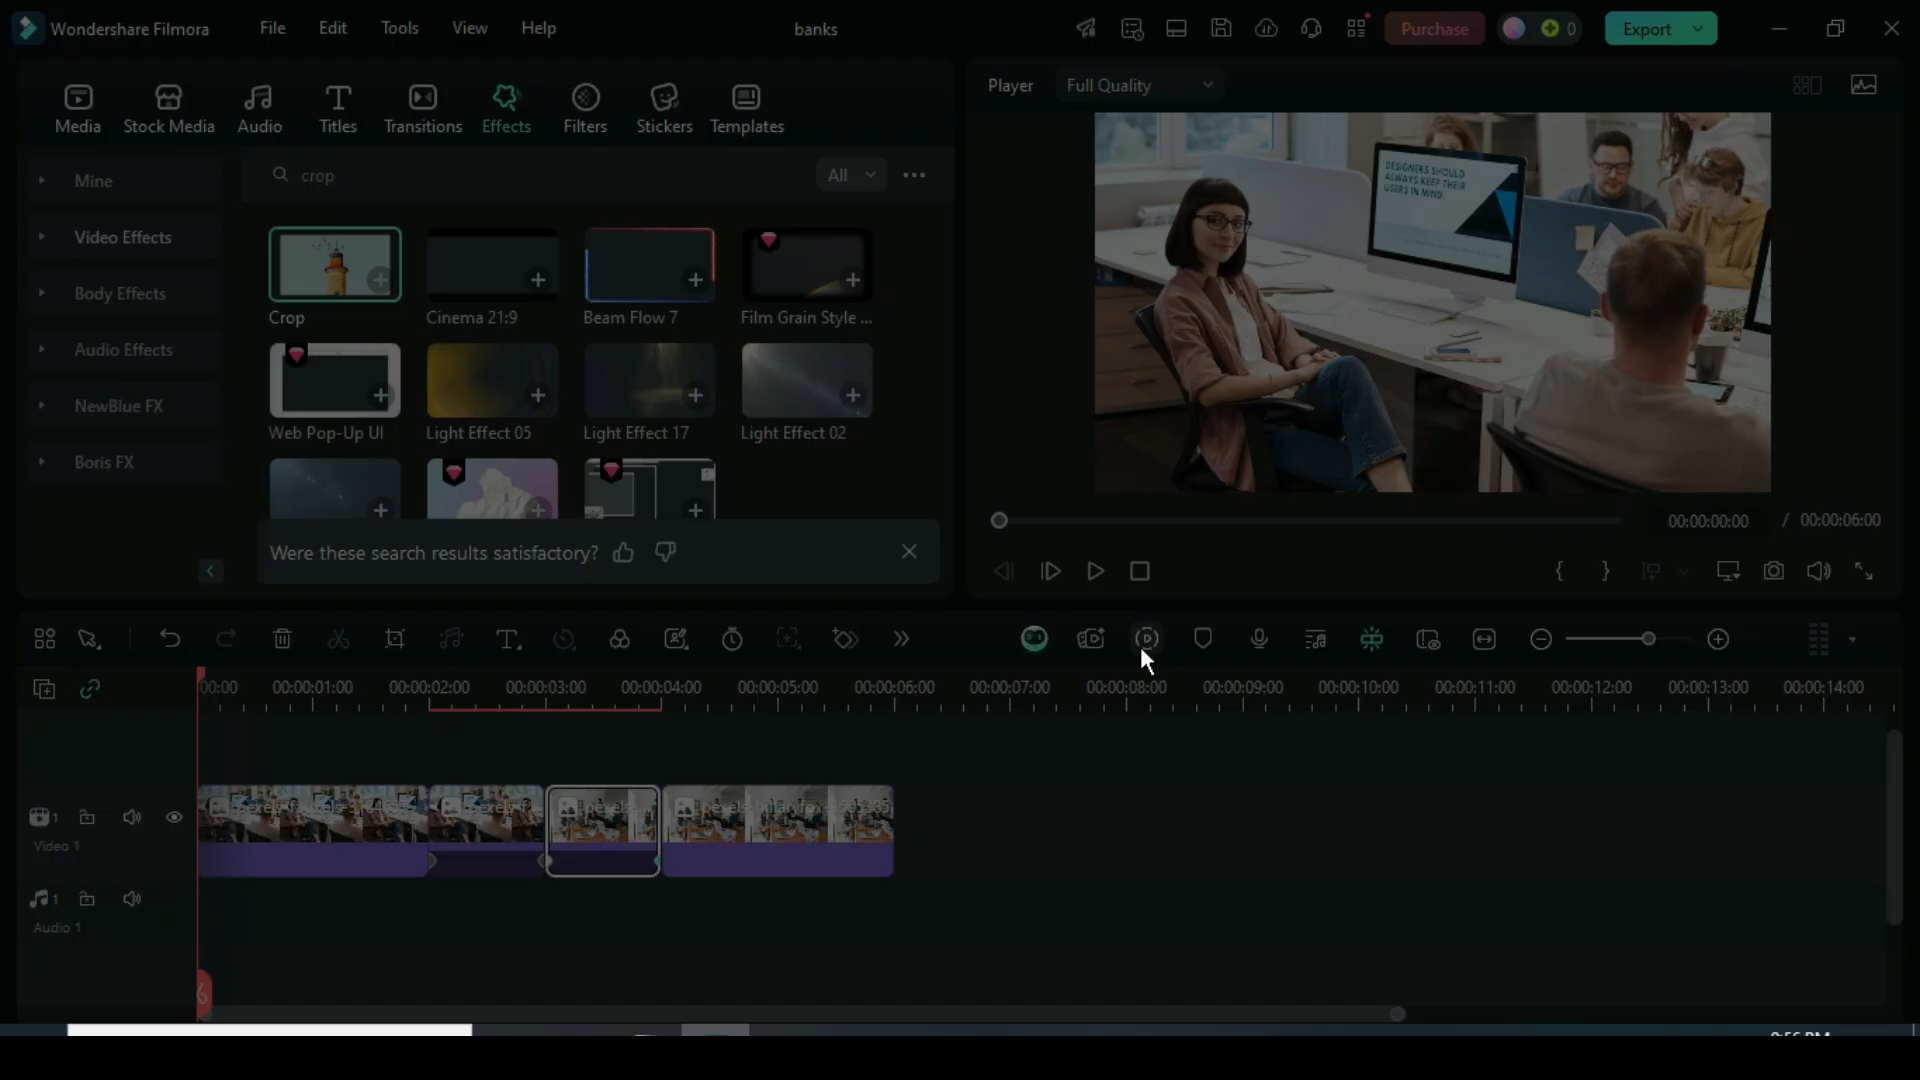 Wondershare Filmora
File
Edit
Tools
View
Help
banks
Purchase
0
Export
Media
Stock Media
Audio
Titles
Transitions
Effects
Filters
Stickers
Templates
Player
Full Quality
Mine
Video Effects
Body Effects
Audio Effects
NewBlue FX
Boris FX
crop
All
Crop
Cinema 21:9
Beam Flow 7
Film Grain Style ...
Web Pop-Up UI
Light Effect 05
Light Effect 17
Light Effect 02
Were these search results satisfactory?
DESIGNERS SHOULD
ALWAYS KEEP THEIR
USERS IN MIND.
00:00:00:00 / 00:00:06:00
00:00 00:00:01:00 00:00:02:00 00:00:03:00 00:00:04:00 00:00:05:00 00:00:06:00 00:00:07:00 00:00:08:00 00:00:09:00 00:00:10:00 00:00:11:00 00:00:12:00 00:00:13:00 00:00:14:00
1
Video 1
1
Audio 1